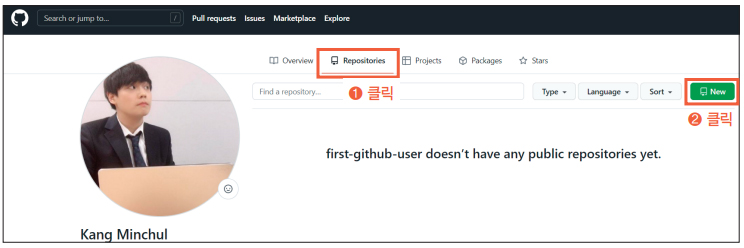 Search or jump to... / Pull requests Issues Marketplace Explore
Overview Repositories Projects Packages Stars
Find a repository... ❶ 클릭 Type Language Sort New
❷ 클릭
first-github-user doesn't have any public repositories yet.
Kang Minchul